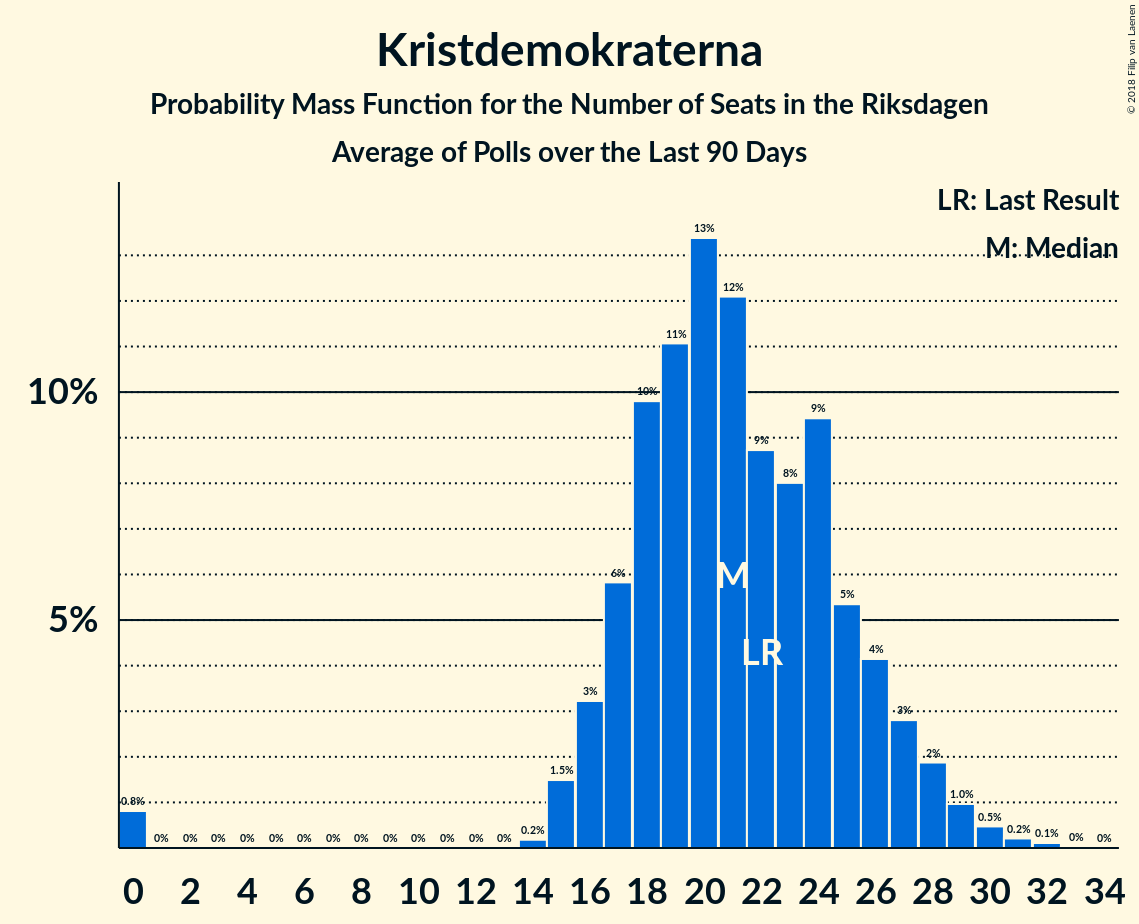 © 2018 Filip van Laenen
Kristdemokraterna
Probability Mass Function for the Number of Seats in the Riksdagen
Average of Polls over the Last 90 Days
LR: Last Result
M: Median
10%
5%
0.8% 0% 0% 0% 0% 0% 0% 0% 0% 0% 0% 0% 0% 0% 0.2% 1.5% 3% 6% 10% 11% 13% 12% 9% 8% 9% 5% 4% 3% 2% 1.0% 0.5% 0.2% 0.1% 0% 0%
M
LR
0 2 4 6 8 10 12 14 16 18 20 22 24 26 28 30 32 34